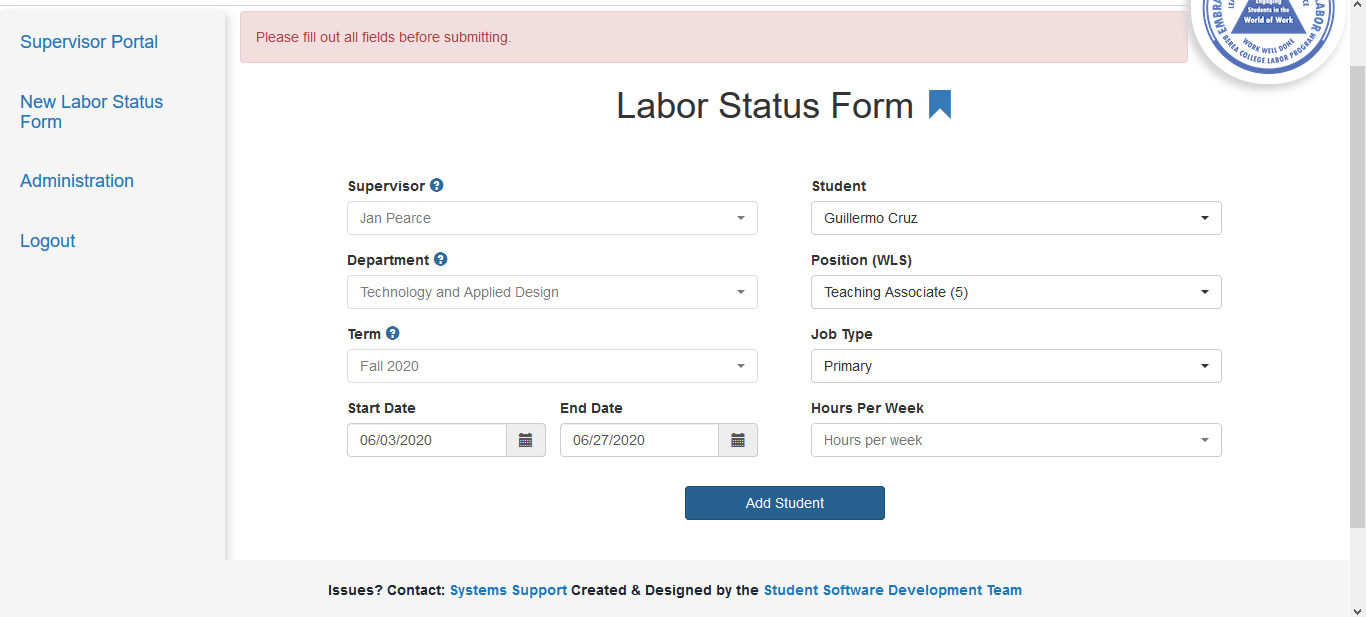 Please fill out all fields before submitting.
Engaging
Students in the
World of Work
WORK WELL DONE
BEREA COLLEGE LABOR PROGRAM
LABOR
Supervisor Portal
New Labor Status
Form
Administration
Logout
Labor Status Form
Supervisor
Jan Pearce
Student
Guillermo Cruz
Department
Technology and Applied Design
Position (WLS)
Teaching Associate (5)
Term
Fall 2020
Job Type
Primary
Start Date
06/03/2020
End Date
06/27/2020
Hours Per Week
Hours per week
Add Student
Issues? Contact: Systems Support Created & Designed by the Student Software Development Team